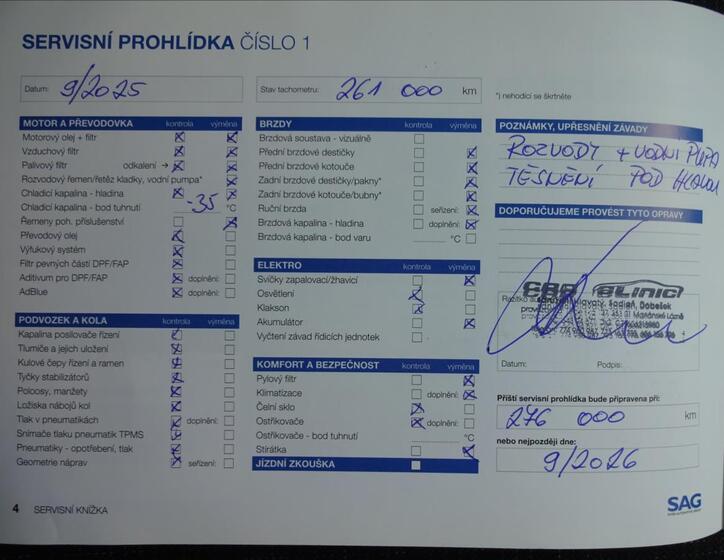 SERVISNÍ PROHLÍDKA ČÍSLO 1
Datum: 9/2025
Stav tachometru: 261 000 km
*) nehodící se škrtněte
MOTOR A PŘEVODOVKA kontrola výměna
Motorový olej + filtr
Vzduchový filtr
Palivový filtr odkalení →
Rozvodový řemen/řetěz kladky, vodní pumpa*
Chladicí kapalina - hladina
Chladicí kapalina - bod tuhnutí -35 °C
Řemeny poh. příslušenství
Převodový olej
Výfukový systém
Filtr pevných částí DPF/FAP
Aditivum pro DPF/FAP doplnění:
AdBlue doplnění:
PODVOZEK A KOLA kontrola výměna
Kapalina posilovače řízení
Tlumiče a jejich uložení
Kulové čepy řízení a ramen
Tyčky stabilizátorů
Poloosy, manžety
Ložiska nábojů kol
Tlak v pneumatikách doplnění:
Snímače tlaku pneumatik TPMS
Pneumatiky - opotřebení, tlak
Geometrie náprav seřízení:
BRZDY kontrola výměna
Brzdová soustava - vizuálně
Přední brzdové destičky
Přední brzdové kotouče
Zadní brzdové destičky/pakny*
Zadní brzdové kotouče/bubny*
Ruční brzda seřízení:
Brzdová kapalina - hladina doplnění:
Brzdová kapalina - bod varu °C
ELEKTRO kontrola výměna
Svíčky zapalovací/žhavicí
Osvětlení
Klakson
Akumulátor
Vyčtení závad řídicích jednotek
KOMFORT A BEZPEČNOST kontrola výměna
Pylový filtr
Klimatizace doplnění:
Čelní sklo
Ostřikovače doplnění:
Ostřikovače - bod tuhnutí °C
Stírátka
JÍZDNÍ ZKOUŠKA
POZNÁMKY, UPŘESNĚNÍ ZÁVADY
ROZVODY + VODNÍ PUPA
TĚSNĚNÍ POD HLAVOU
DOPORUČUJEME PROVÉST TYTO OPRAVY
CLINIC
Dobešek
Mariánské Lázně
Datum: Podpis:
Příští servisní prohlídka bude připravena při:
276 000 km
nebo nejpozději dne:
9/2026
4 SERVISNÍ KNÍŽKA
SAG